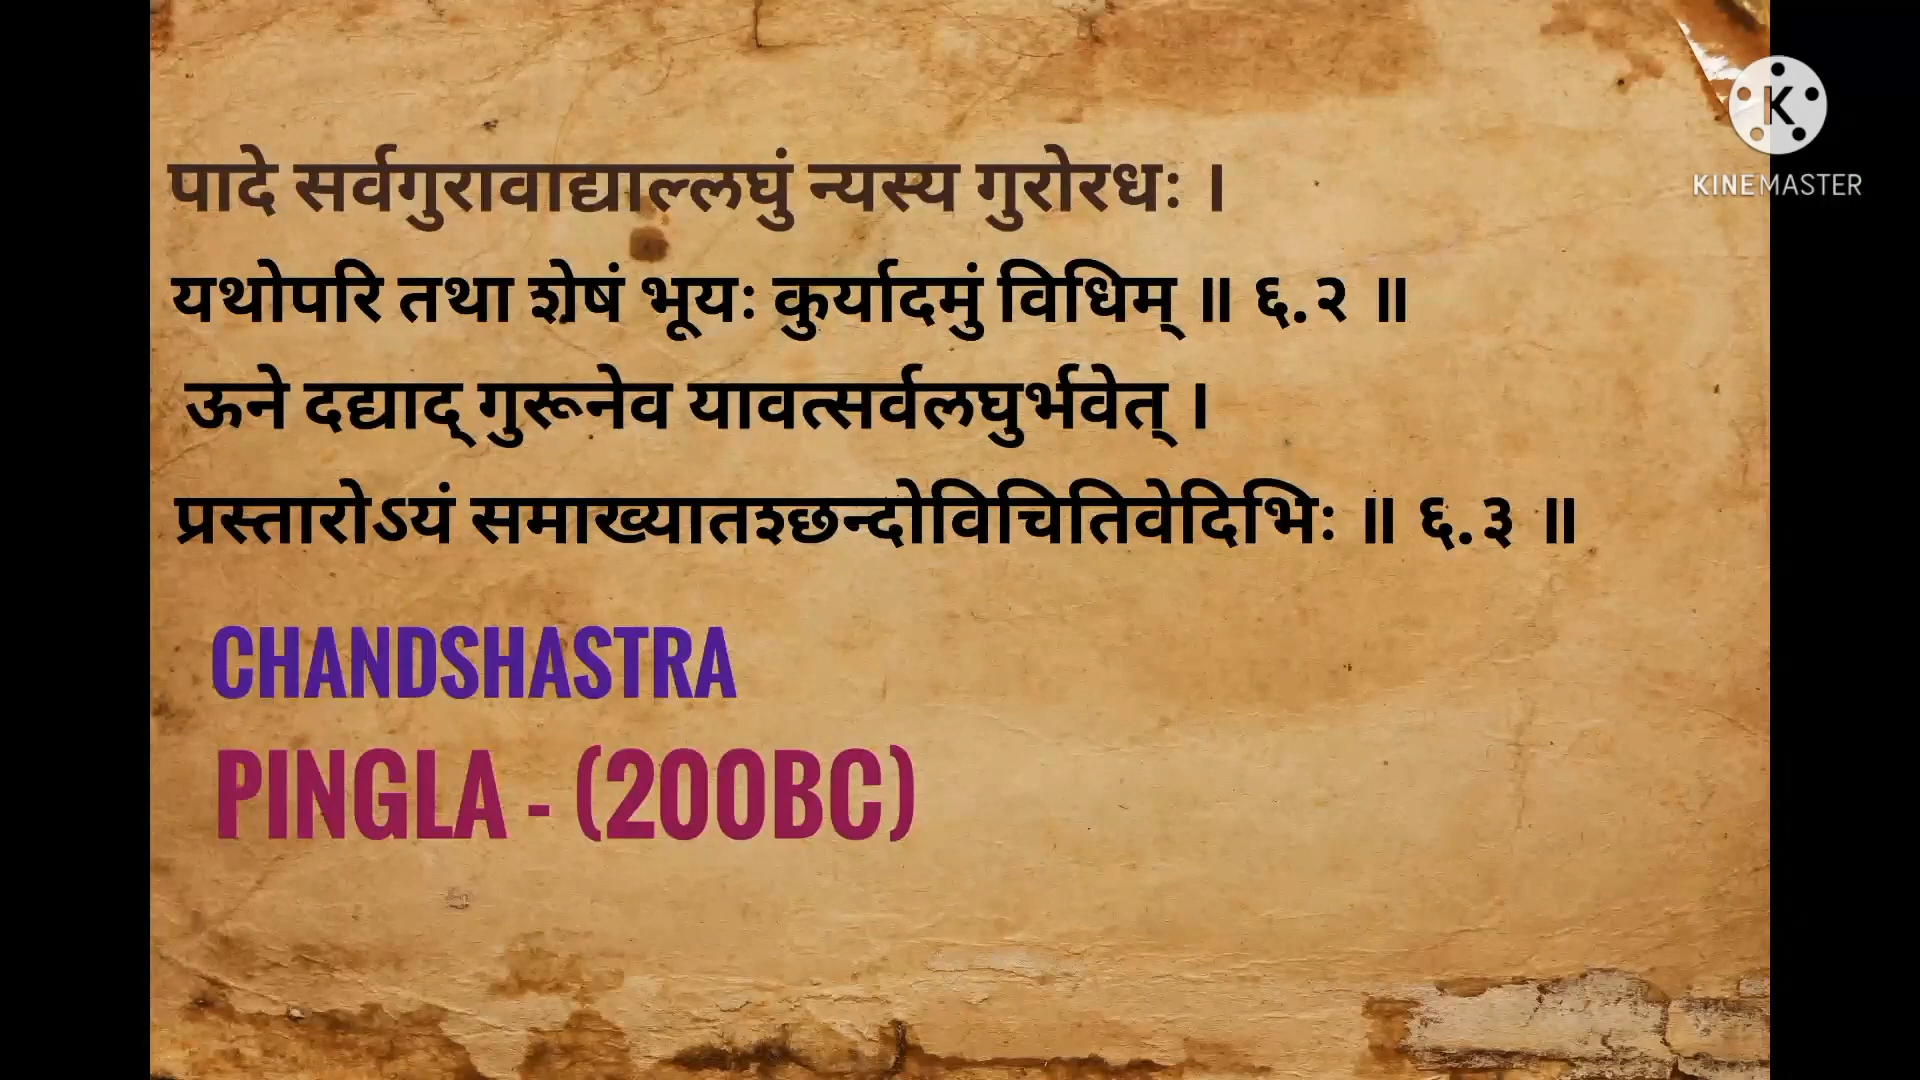 पादे सर्वगुरावाद्याल्लघुं न्यस्य गुरोरधः ।
यथोपरि तथा शेषं भूयः कुर्यादमुं विधिम् ॥ ६.२ ॥
ऊने दद्याद् गुरूनेव यावत्सर्वलघुर्भवेत् ।
प्रस्तारोऽयं समाख्यातश्छन्दोविचितिवेदिभिः ॥ ६.३ ॥
CHANDSHASTRA
PINGLA - (200BC)
K
KINEMASTER